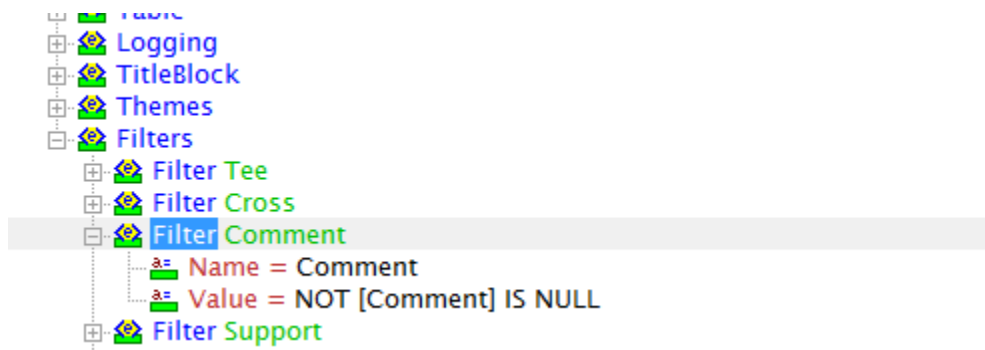 Table
Logging
TitleBlock
Themes
Filters
Filter Tee
Filter Cross
Filter Comment
Name = Comment
Value = NOT [Comment] IS NULL
Filter Support